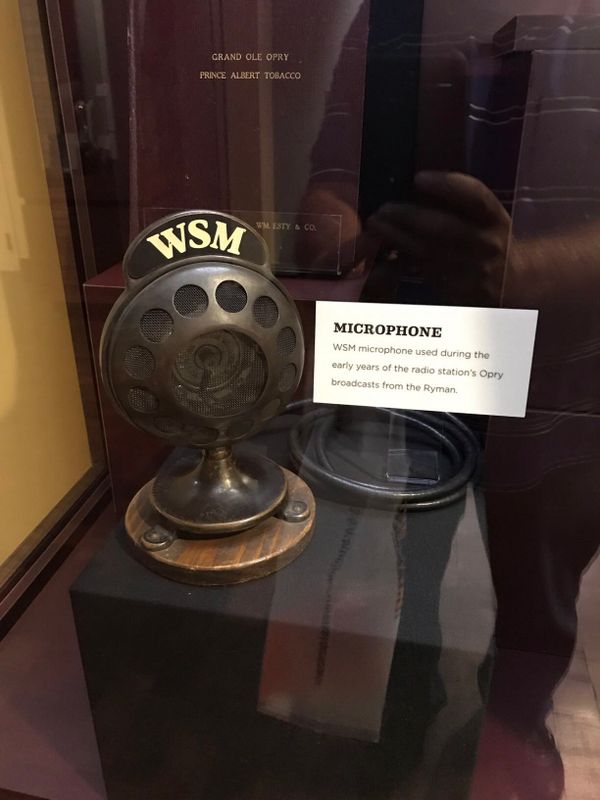 GRAND OLE OPRY
PRINCE ALBERT TOBACCO
WM. ESTY & CO.
WSM
MICROPHONE
WSM microphone used during the
early years of the radio station's Opry
broadcasts from the Ryman.